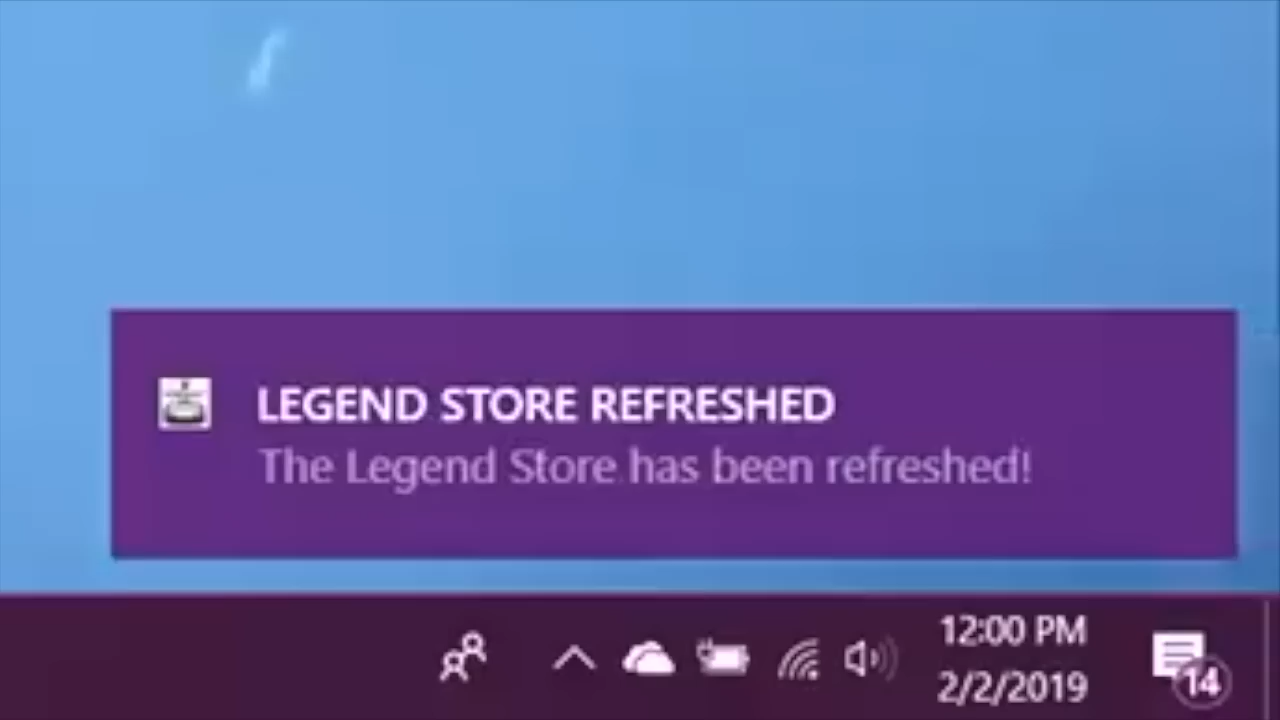 LEGEND STORE REFRESHED
The Legend Store has been refreshed!
12:00 PM
2/2/2019
14